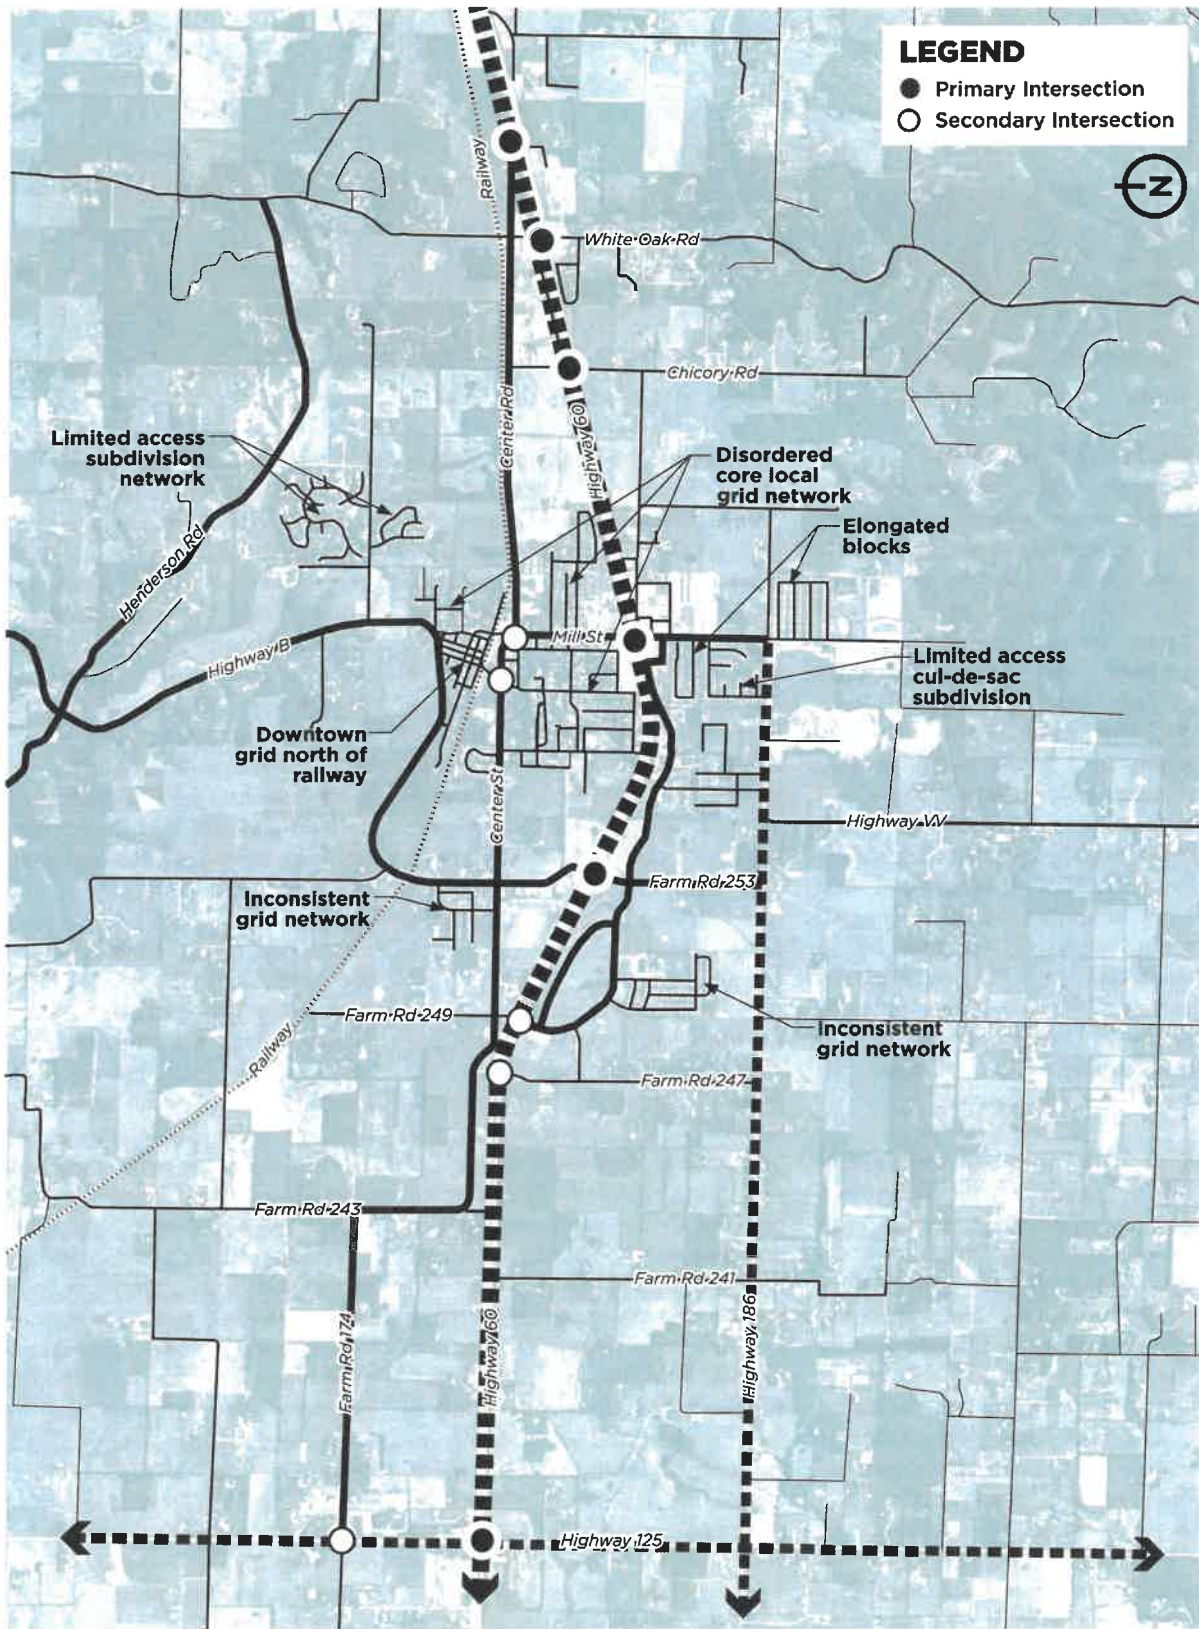 LEGEND
Primary Intersection
Secondary Intersection
N
Railway
White Oak Rd
Chicory Rd
Center Rd
Highway 60
Limited access
subdivision
network
Disordered
core local
grid network
Elongated
blocks
Henderson Rd
Highway B
Mill St
Limited access
cul-de-sac
subdivision
Downtown
grid north of
railway
Center St
Highway VV
Farm Rd 253
Inconsistent
grid network
Farm Rd 249
Railway
Inconsistent
grid network
Farm Rd 247
Farm Rd 243
Farm Rd 241
Farm Rd 174
Highway 60
Highway 186
Highway 125